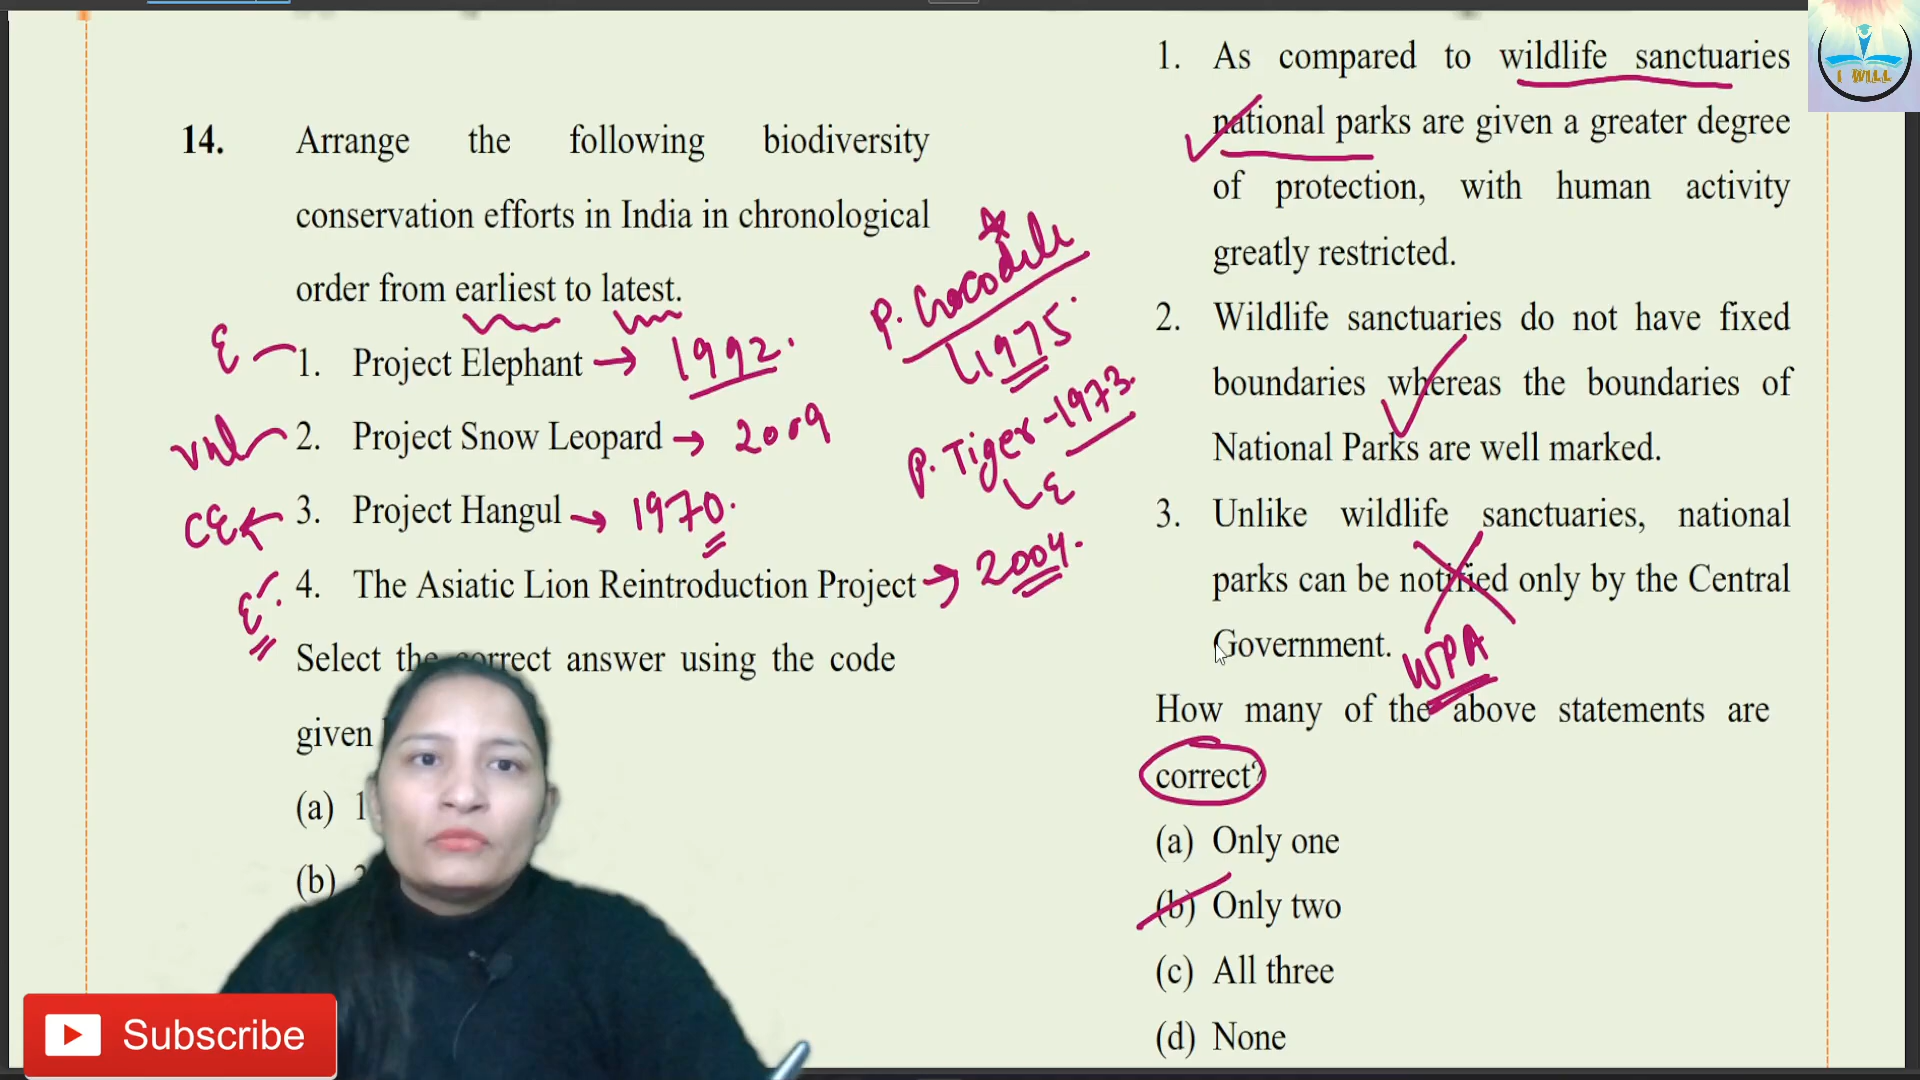 14. Arrange the following biodiversity
conservation efforts in India in chronological
order from earliest to latest.
E 1. Project Elephant → 1992.
Vul 2. Project Snow Leopard → 2009
CE 3. Project Hangul → 1970.
E 4. The Asiatic Lion Reintroduction Project → 2004.
Select the correct answer using the code
given
(a) 1
(b)
P. Crocodile
1975.
P. Tiger - 1973.
E
1. As compared to wildlife sanctuaries
national parks are given a greater degree
of protection, with human activity
greatly restricted.
2. Wildlife sanctuaries do not have fixed
boundaries whereas the boundaries of
National Parks are well marked.
3. Unlike wildlife sanctuaries, national
parks can be notified only by the Central
Government.
WPA
How many of the above statements are
correct?
(a) Only one
(b) Only two
(c) All three
(d) None
I WILL
Subscribe